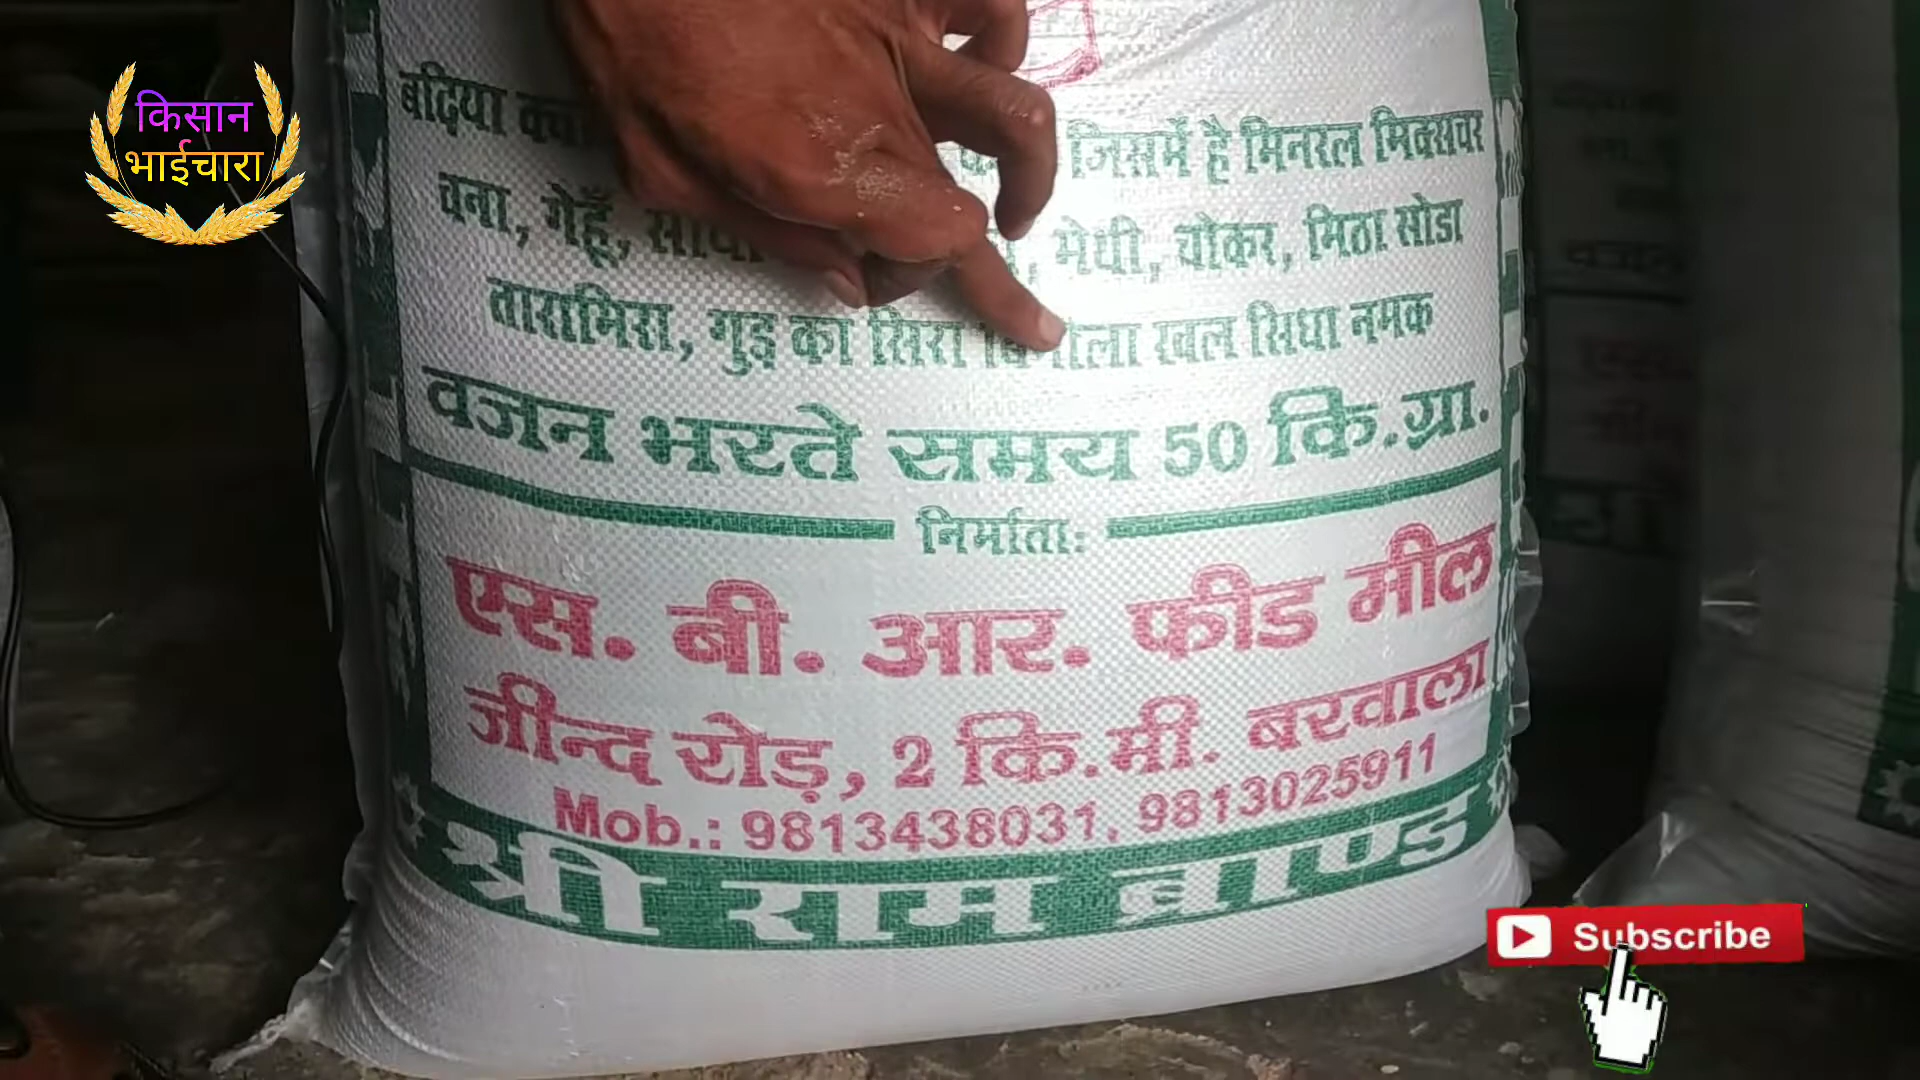 किसान
भाईचारा
बढ़िया जिसमें है मिनरल मिक्सचर
चना, गेहूँ, मेथी, चोकर, मिठा सोडा
तारामिरा, गुड़ का सिरा बिनोला खल सिधा नमक
वजन भरते समय 50 कि.ग्रा.
निर्माता:
एस. बी. आर. फीड मील
जीन्द रोड़, 2 कि.मी. बरवाला
Mob.: 9813438031, 9813025911
श्री राम ब्राण्ड
Subscribe